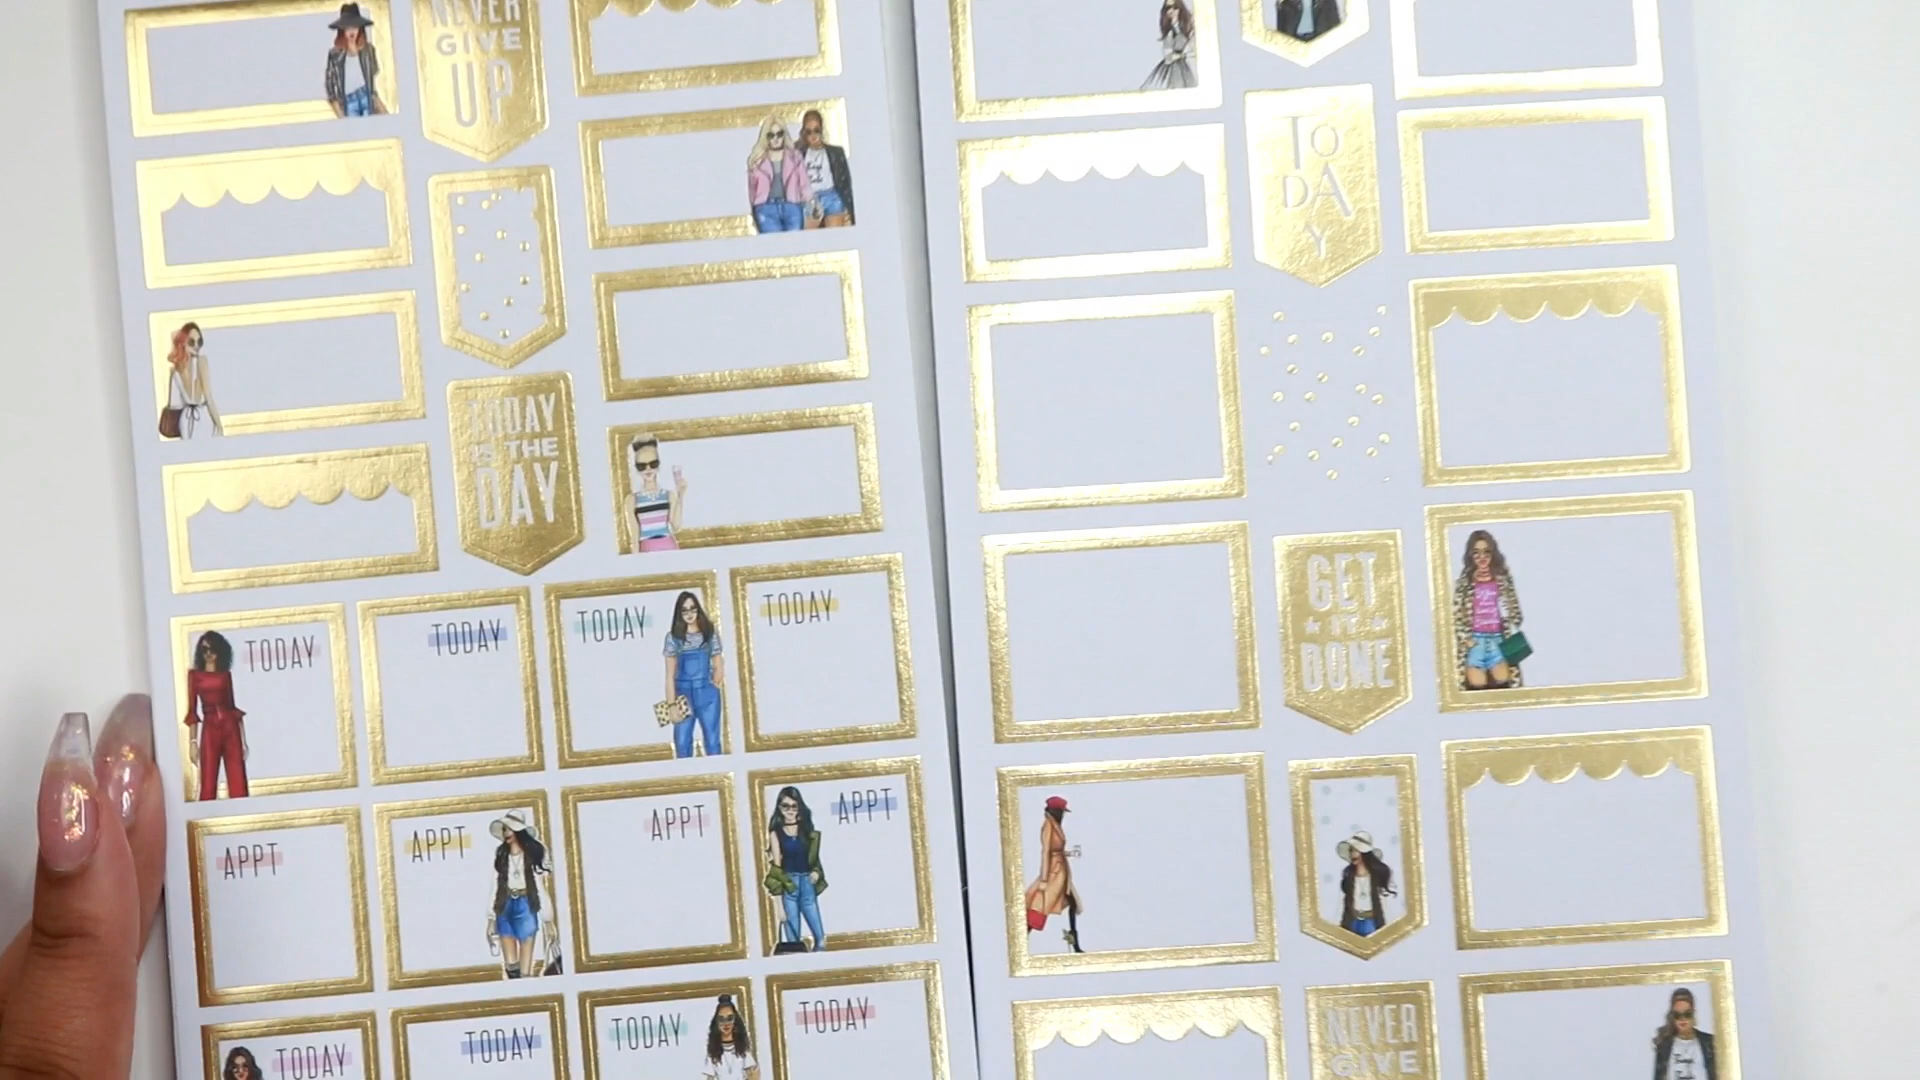 NEVER
GIVE
UP
TODAY
IS THE
DAY
TODAY
TODAY
TODAY
TODAY
APPT
APPT
APPT
APPT
TODAY
TODAY
TODAY
TODAY
TO
DA
Y
GET
IT
DONE
NEVER
GIVE